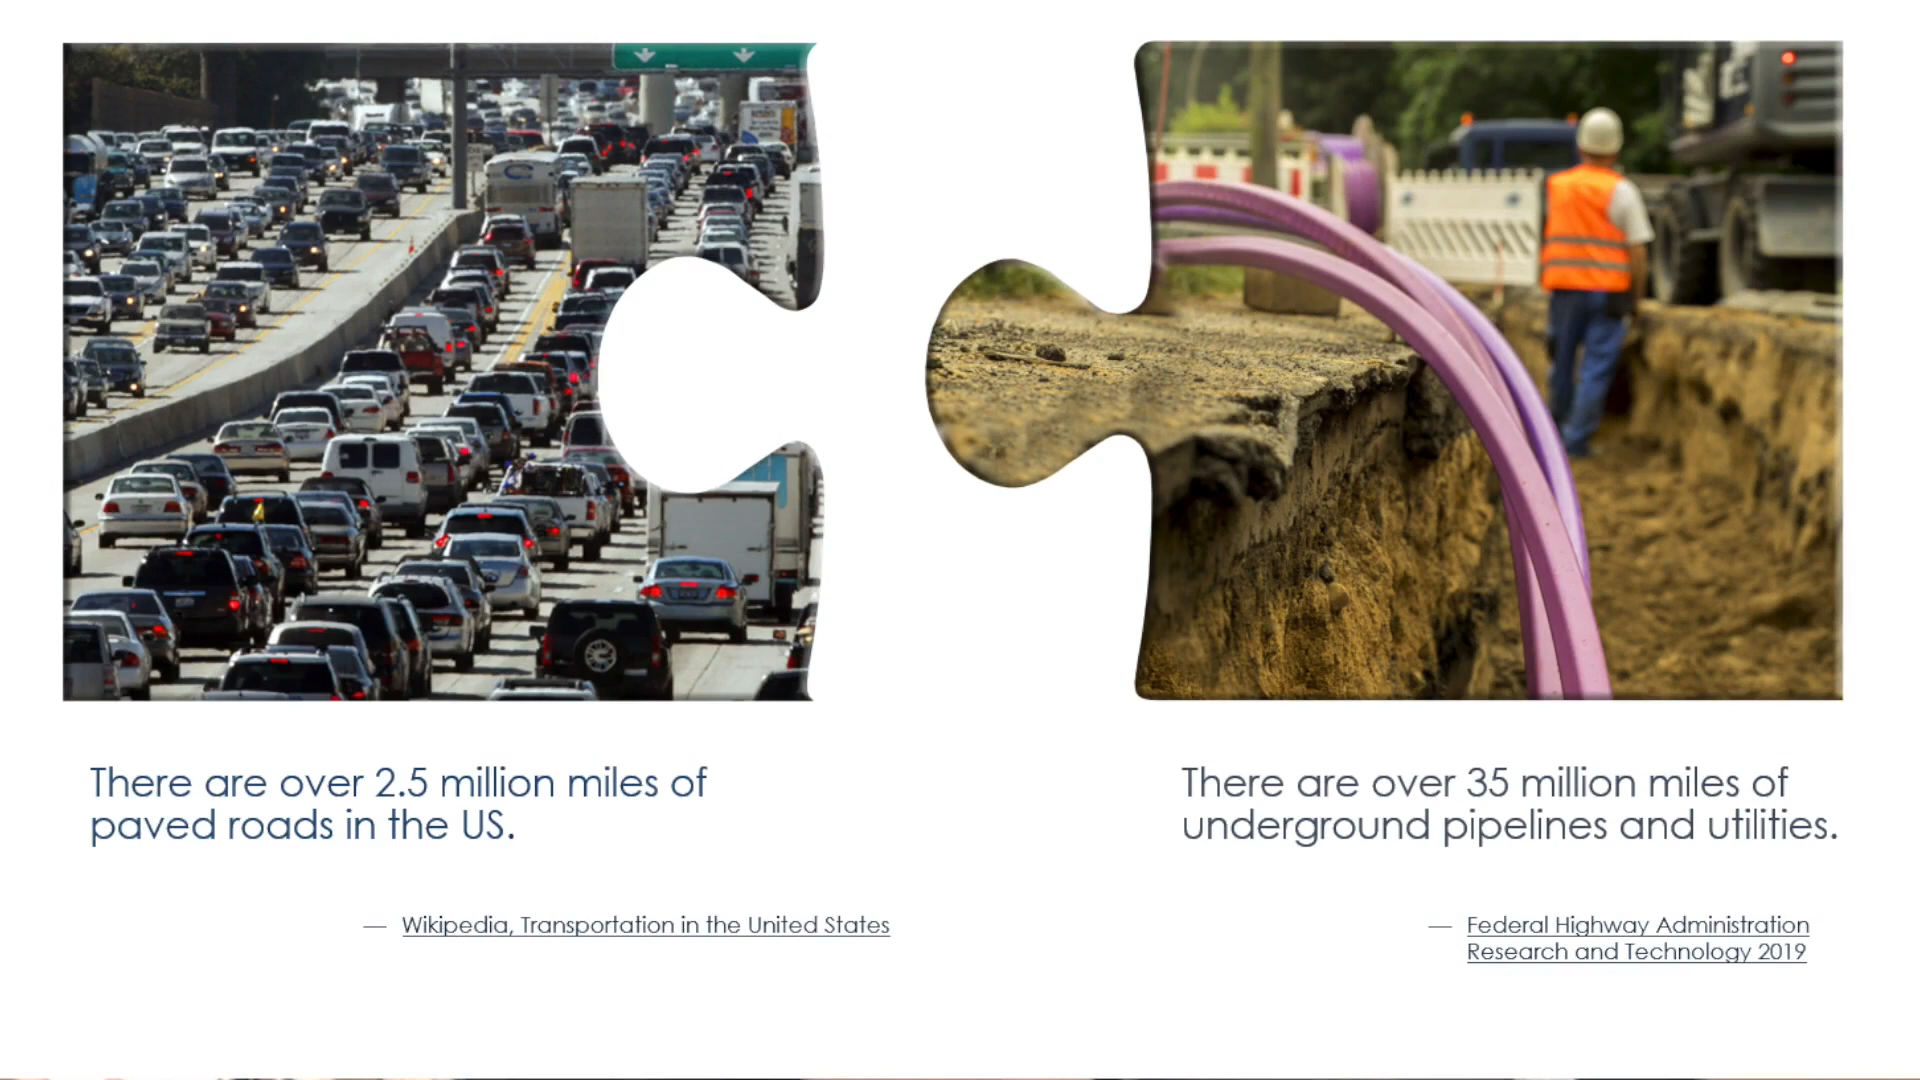 There are over 2.5 million miles of
paved roads in the US.
— Wikipedia, Transportation in the United States
There are over 35 million miles of
underground pipelines and utilities.
— Federal Highway Administration
Research and Technology 2019